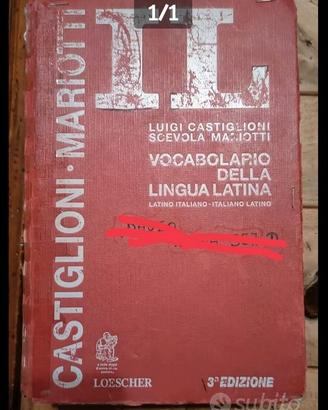 1/1
IL
LUIGI CASTIGLIONI
SCEVOLA MARIOTTI
VOCABOLARIO
DELLA
LINGUA LATINA
LATINO ITALIANO - ITALIANO LATINO
CASTIGLIONI · MARIOTTI
LOESCHER
3ª EDIZIONE
subito